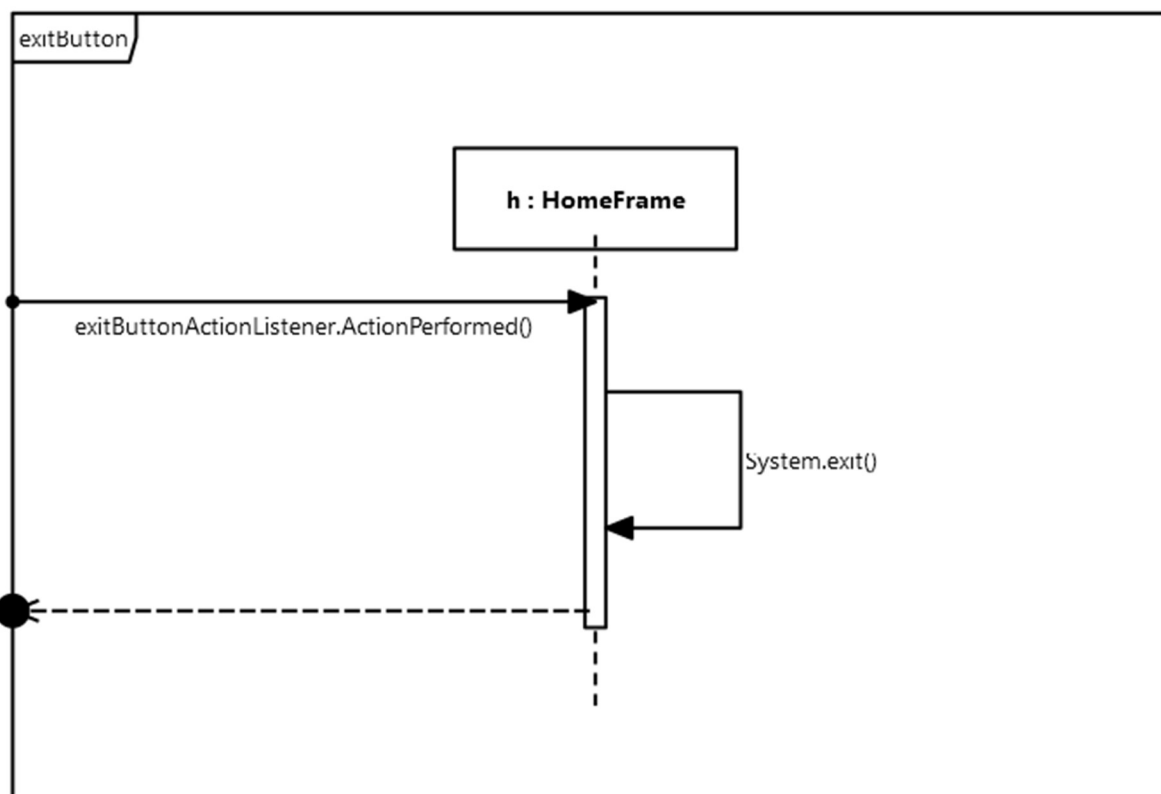 exitButton
h : HomeFrame
exitButtonActionListener.ActionPerformed()
System.exit()